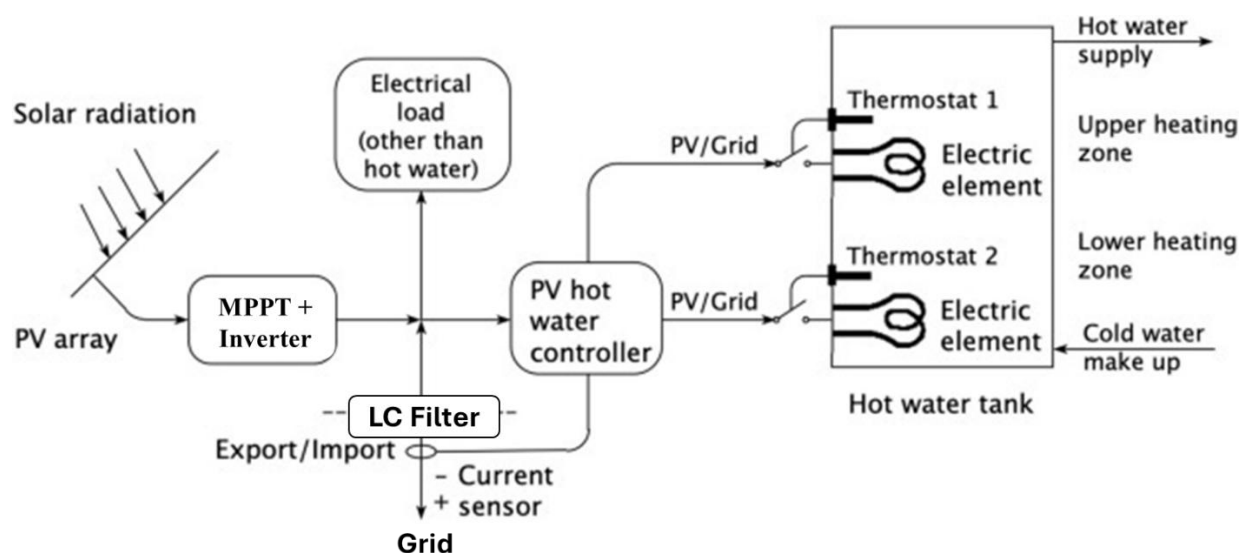 Solar radiation
PV array
MPPT +
Inverter
Electrical
load
(other than
hot water)
LC Filter
Export/Import
- Current
+ sensor
Grid
PV hot
water
controller
PV/Grid
PV/Grid
Thermostat 1
Electric
element
Thermostat 2
Electric
element
Hot water tank
Hot water
supply
Upper heating
zone
Lower heating
zone
Cold water
make up